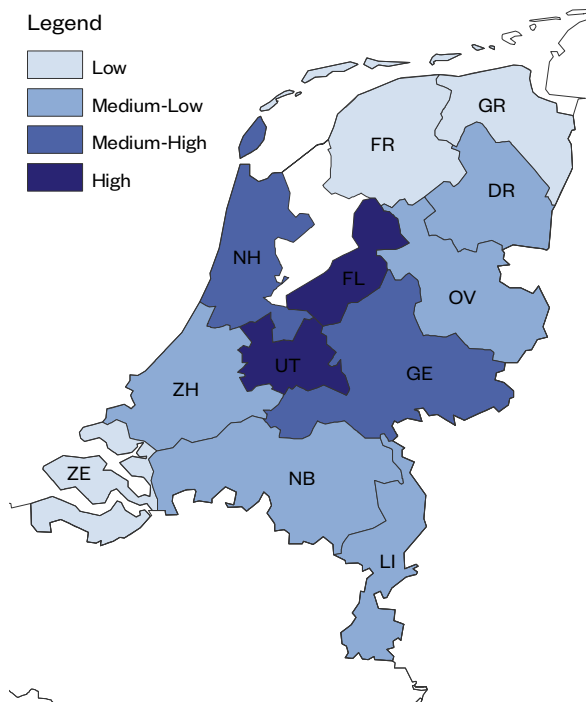 Legend
Low
Medium-Low
Medium-High
High
GR
FR
DR
NH
FL
OV
UT
GE
ZH
ZE
NB
LI